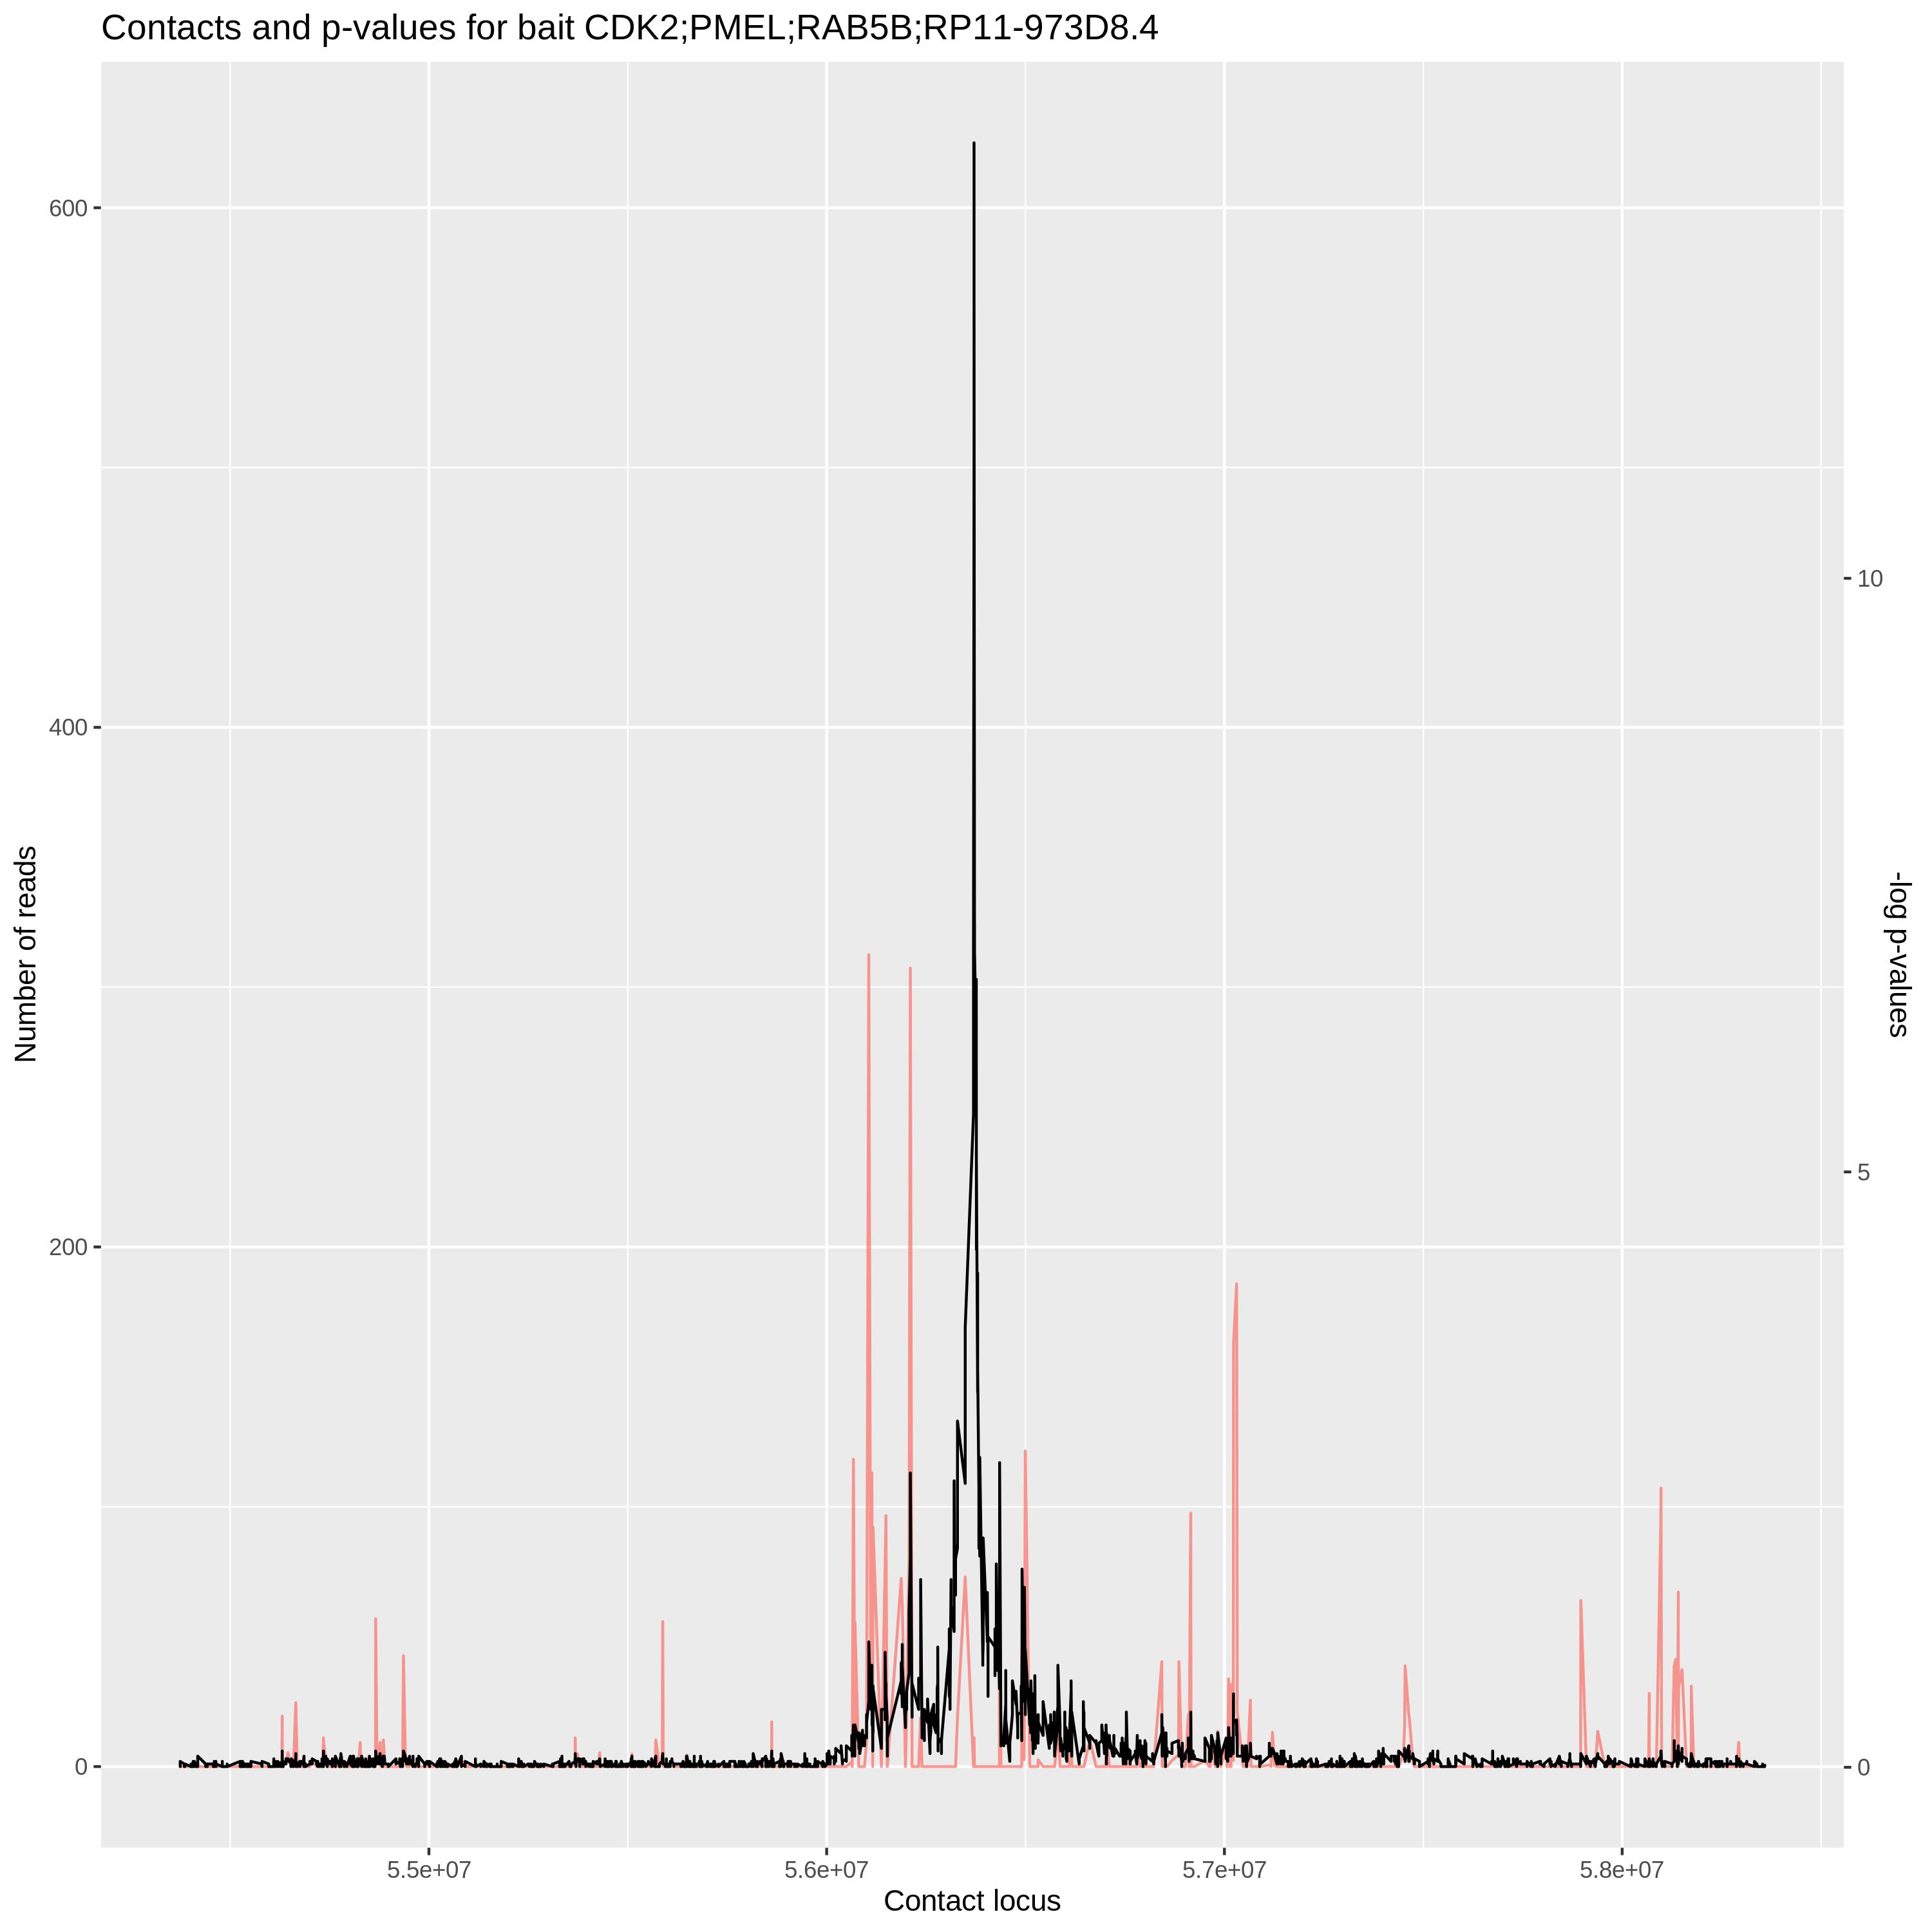 Contacts and p-values for bait CDK2;PMEL;RAB5B;RP11-973D8.4
600
400
200
0
Number of reads
10
5
0
-log p-values
5.5e+07
5.6e+07
5.7e+07
5.8e+07
Contact locus